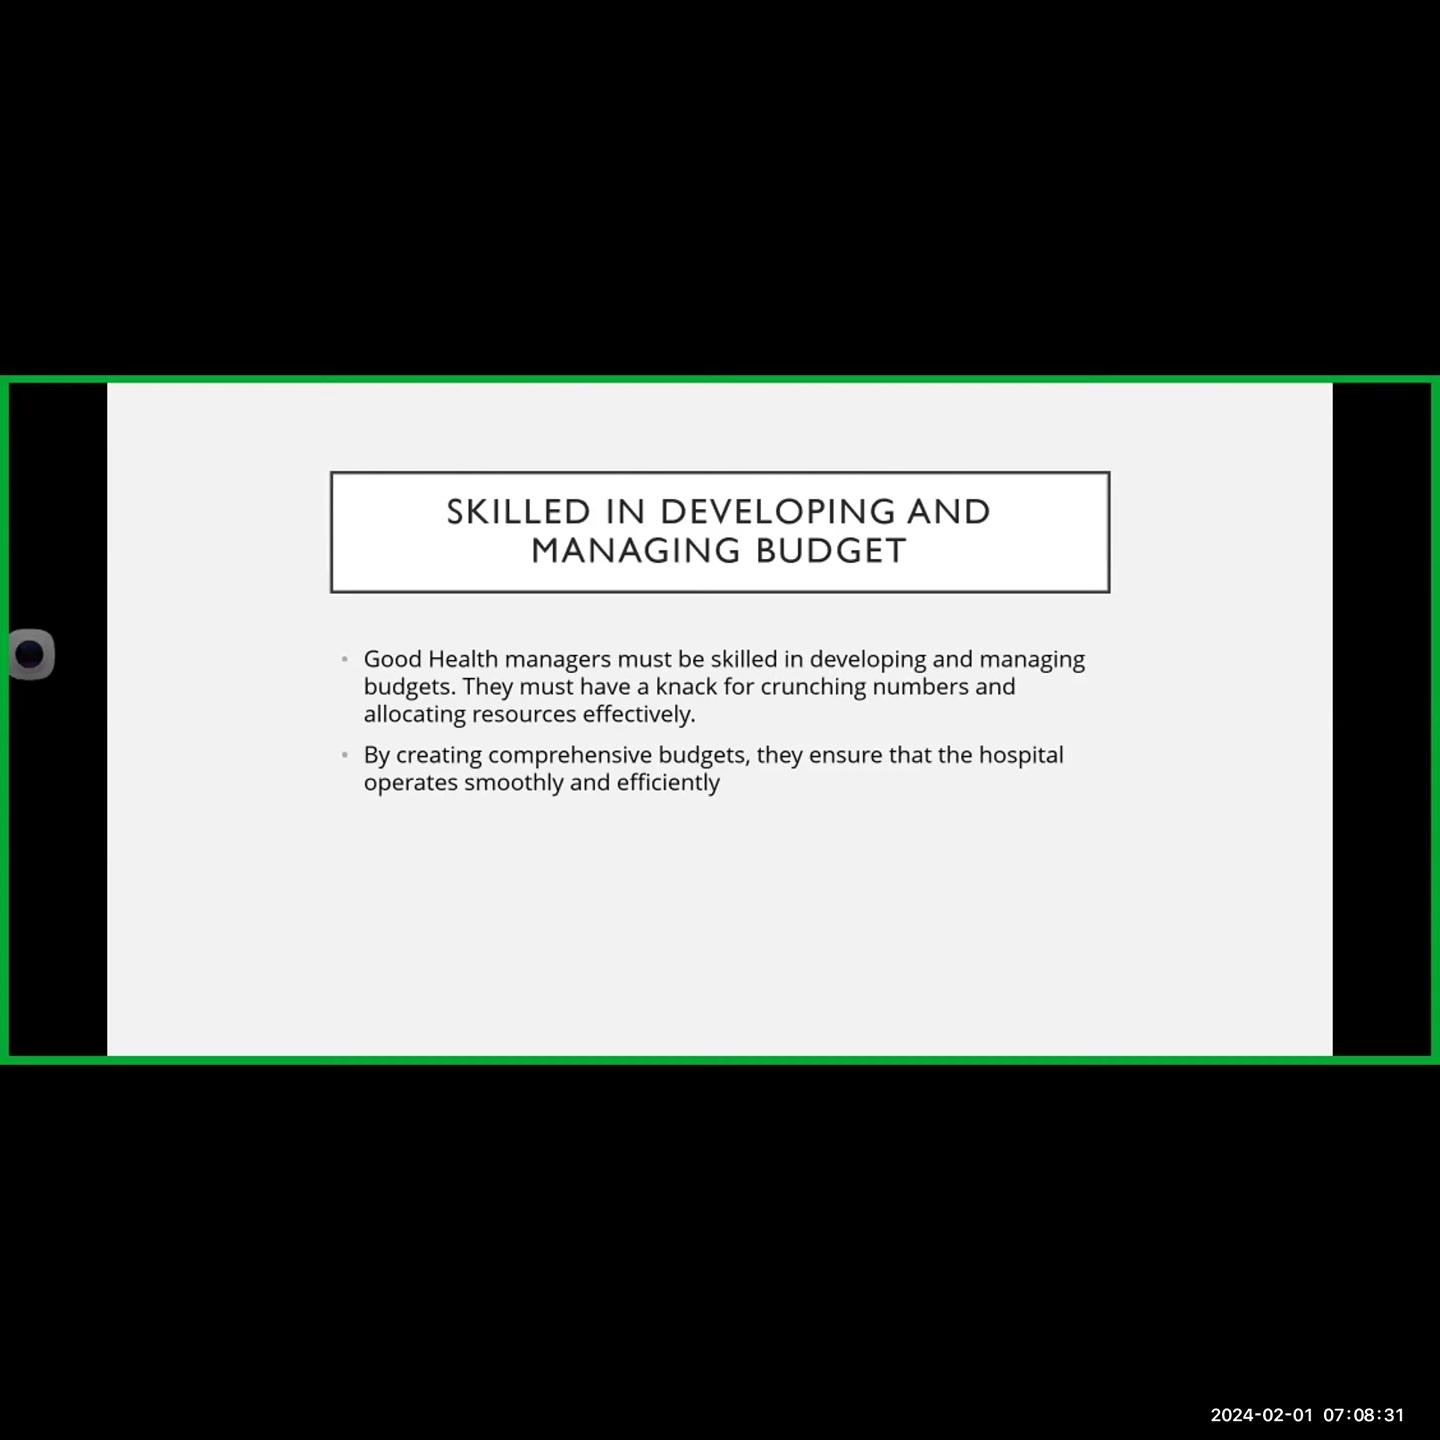 SKILLED IN DEVELOPING AND
MANAGING BUDGET
• Good Health managers must be skilled in developing and managing
budgets. They must have a knack for crunching numbers and
allocating resources effectively.
• By creating comprehensive budgets, they ensure that the hospital
operates smoothly and efficiently
2024-02-01 07:08:31